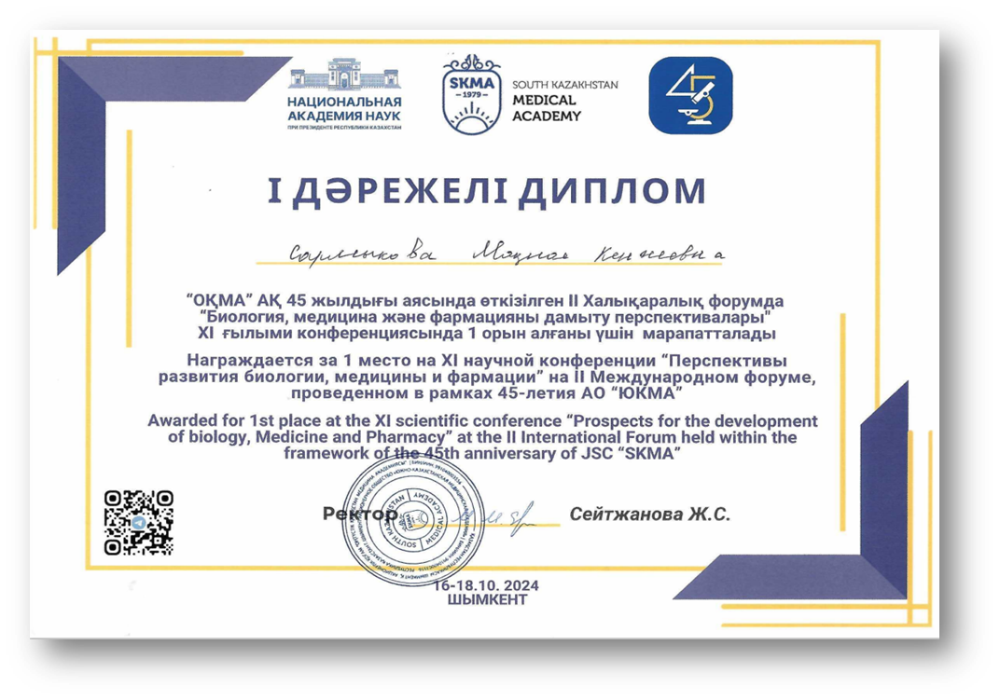 НАЦИОНАЛЬНАЯ
АКАДЕМИЯ НАУК
ПРИ ПРЕЗИДЕНТЕ РЕСПУБЛИКИ КАЗАХСТАН
SKMA
1979
SOUTH KAZAKHSTAN
MEDICAL
ACADEMY
45
І ДӘРЕЖЕЛІ ДИПЛОМ
“ОҚМА” АҚ 45 жылдығы аясында өткізілген II Халықаралық форумда
“Биология, медицина және фармацияны дамыту перспективалары"
XI ғылыми конференциясында 1 орын алғаны үшін марапатталады
Награждается за 1 место на XI научной конференции “Перспективы
развития биологии, медицины и фармации” на II Международном форуме,
проведенном в рамках 45-летия АО “ЮКМА”
Awarded for 1st place at the XI scientific conference “Prospects for the development
of biology, Medicine and Pharmacy” at the II International Forum held within the
framework of the 45th anniversary of JSC “SKMA”
Ректор
Сейтжанова Ж.С.
SOUTH KAZAKHSTAN MEDICAL ACADEMY
16-18.10. 2024
ШЫМКЕНТ